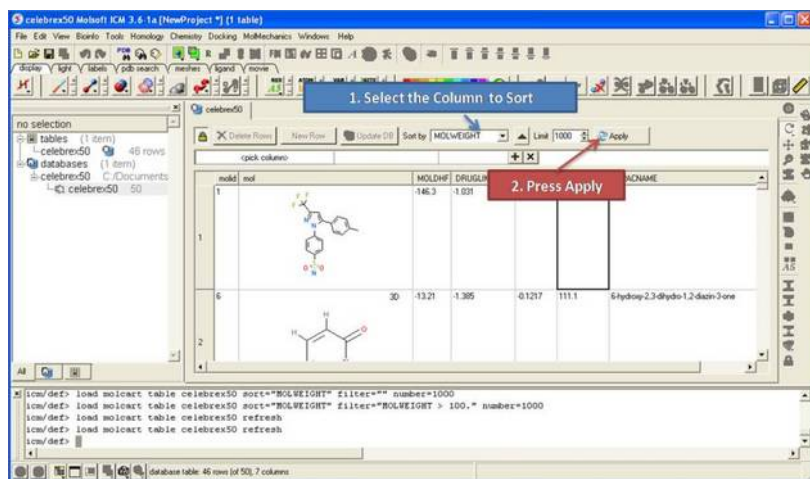 celebrex50 Molsoft ICM 3.6-1a [NewProject *] (1 table)
File Edit View Bioinfo Tools Homology Chemistry Docking MolMechanics Windows Help
display light labels pdb search meshes ligand movie
1. Select the Column to Sort
no selection
celebrex50
tables (1 item)
celebrex50 46 rows
databases (1 item)
celebrex50 C:/Documents
celebrex50 50
Delete Rows New Row Update DB Sort by MOLWEIGHT Limit 1000 Apply
<pick column>
2. Press Apply
molid mol MOLDHF DRUGLIK PACNAME
1 1 -146.3 -1.031
6 3D -13.21 -1.385 -0.1217 111.1 6-hydroxy-2,3-dihydro-1,2-diazin-3-one
2
All
icm/def> load molcart table celebrex50 sort="MOLWEIGHT" filter="" number=1000
icm/def> load molcart table celebrex50 sort="MOLWEIGHT" filter="MOLWEIGHT > 100." number=1000
icm/def> load molcart table celebrex50 refresh
icm/def> load molcart table celebrex50 refresh
icm/def>
database table: 46 rows (of 50), 7 columns